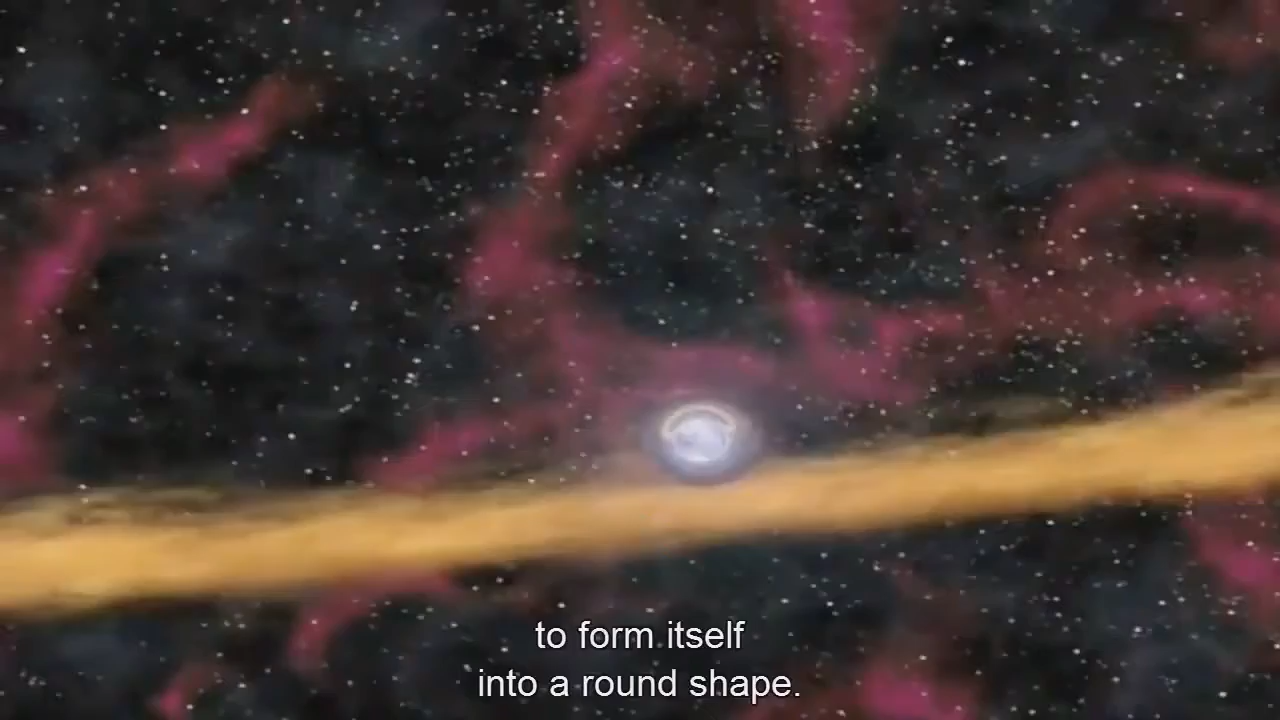 to form itself
into a round shape.